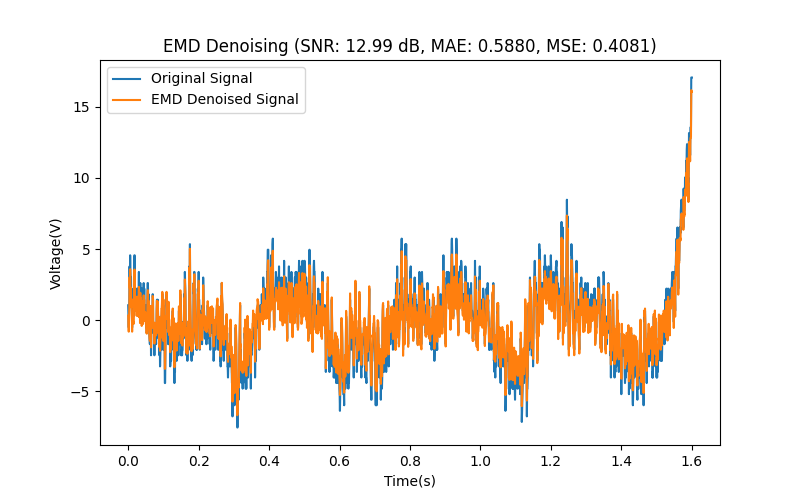 EMD Denoising (SNR: 12.99 dB, MAE: 0.5880, MSE: 0.4081)
Original Signal
EMD Denoised Signal
Voltage(V)
15
10
5
0
−5
0.0 0.2 0.4 0.6 0.8 1.0 1.2 1.4 1.6
Time(s)